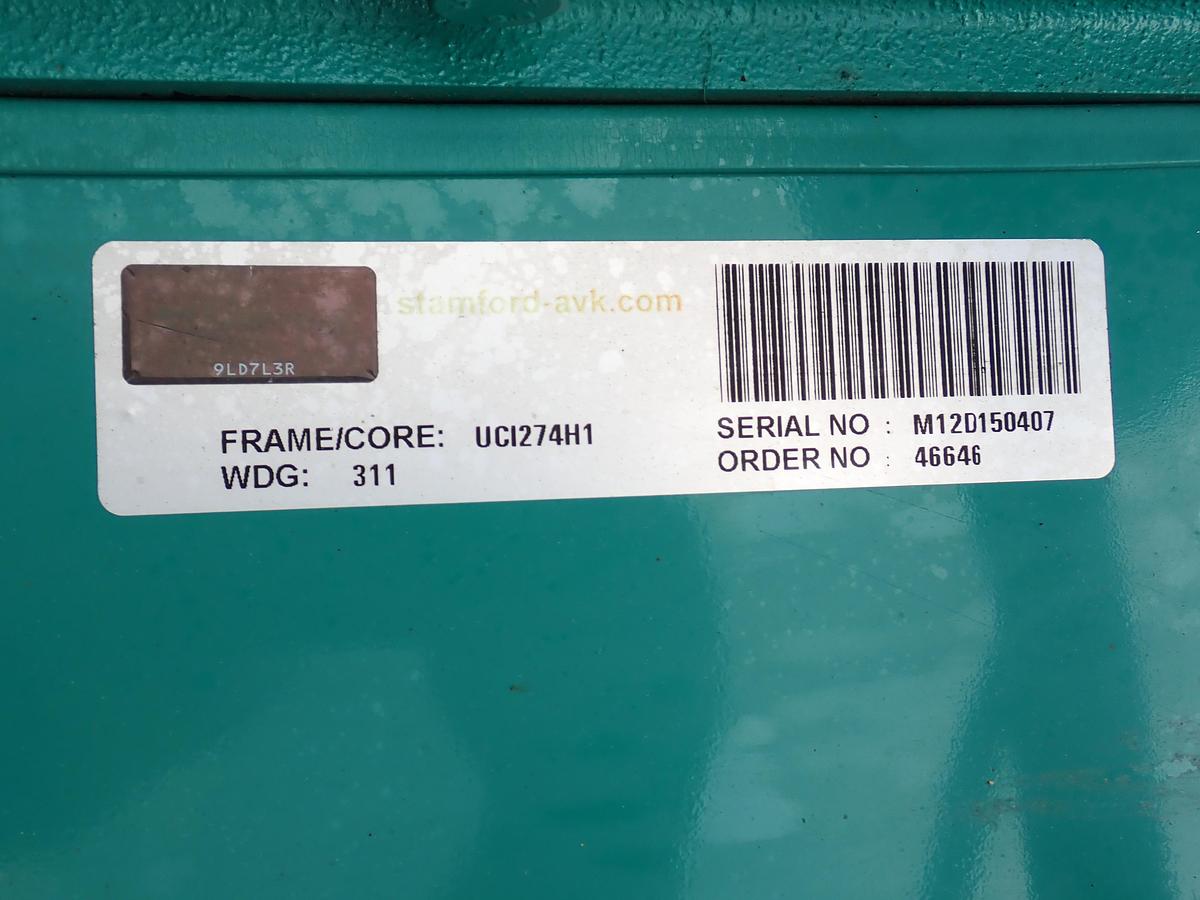 stamford-avk.com
9LD7L3R
FRAME/CORE: UCI274H1
WDG: 311
SERIAL NO : M12D150407
ORDER NO : 46646